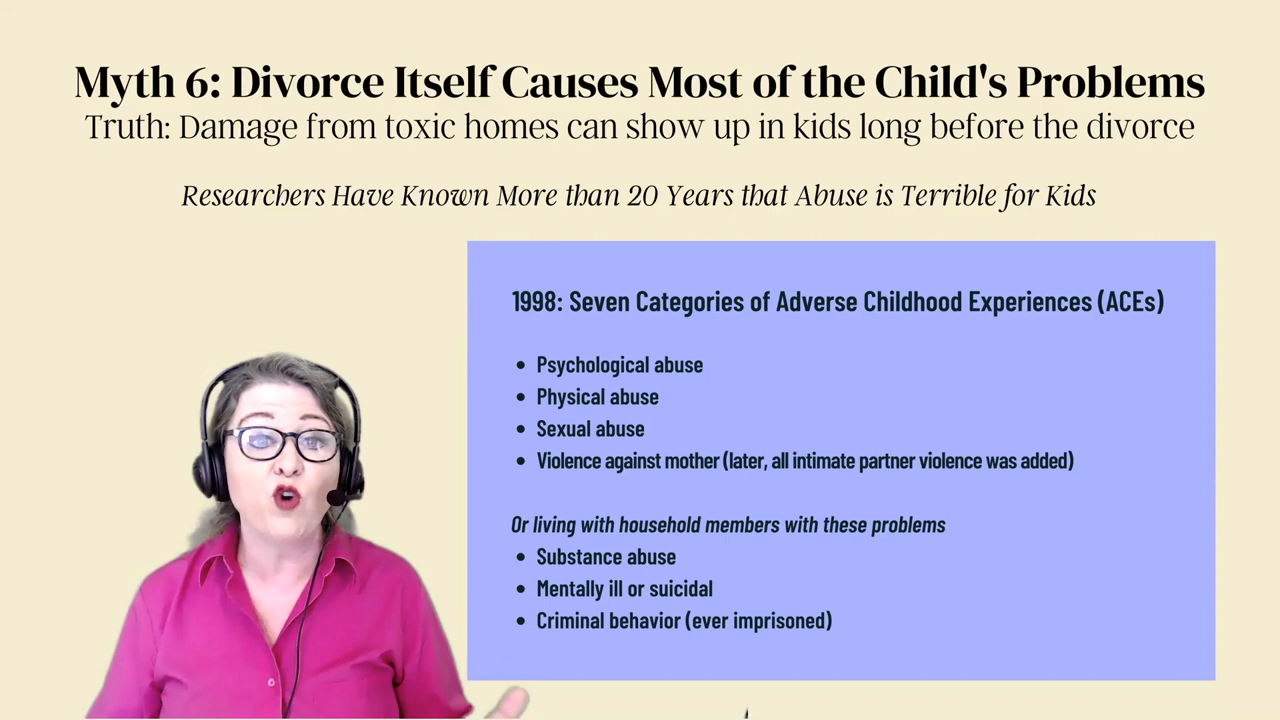 Myth 6: Divorce Itself Causes Most of the Child's Problems
Truth: Damage from toxic homes can show up in kids long before the divorce
Researchers Have Known More than 20 Years that Abuse is Terrible for Kids
1998: Seven Categories of Adverse Childhood Experiences (ACEs)
• Psychological abuse
• Physical abuse
• Sexual abuse
• Violence against mother (later, all intimate partner violence was added)
Or living with household members with these problems
• Substance abuse
• Mentally ill or suicidal
• Criminal behavior (ever imprisoned)